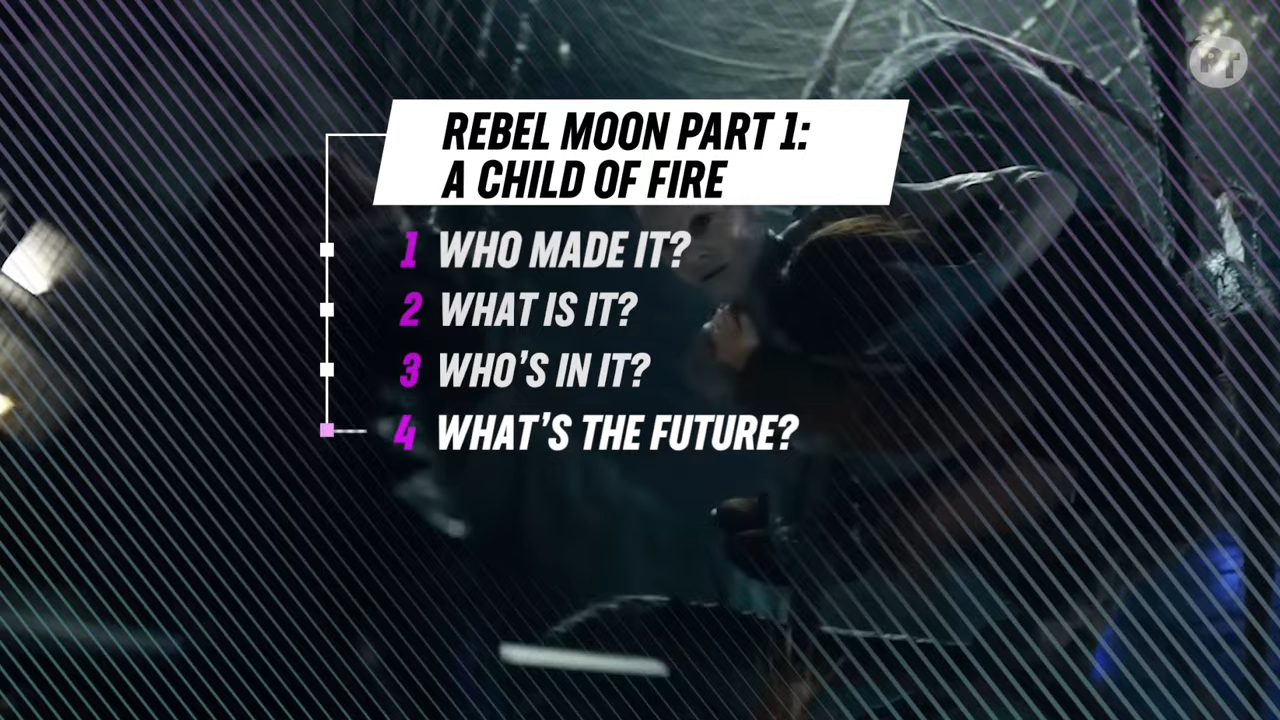 PT
REBEL MOON PART 1:
A CHILD OF FIRE
1 WHO MADE IT?
2 WHAT IS IT?
3 WHO'S IN IT?
4 WHAT'S THE FUTURE?